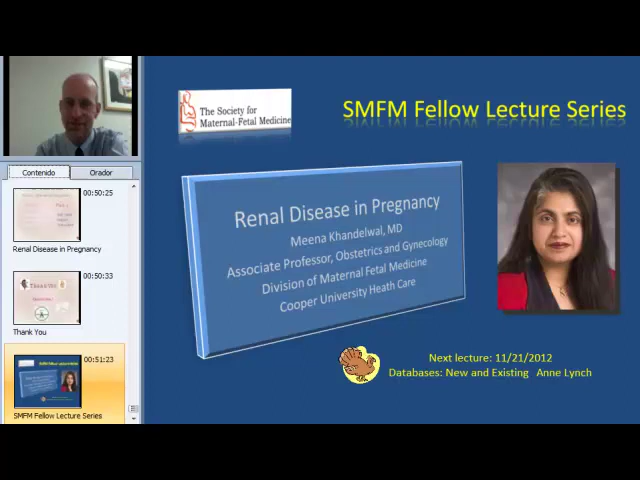 The Society for
Maternal-Fetal Medicine
SMFM Fellow Lecture Series
Contenido
Orador
00:50:25
Renal Disease in Pregnancy
00:50:33
Thank You
00:51:23
SMFM Fellow Lecture Series
Renal Disease in Pregnancy
Meena Khandelwal, MD
Associate Professor, Obstetrics and Gynecology
Division of Maternal Fetal Medicine
Cooper University Heath Care
Next lecture: 11/21/2012
Databases: New and Existing Anne Lynch